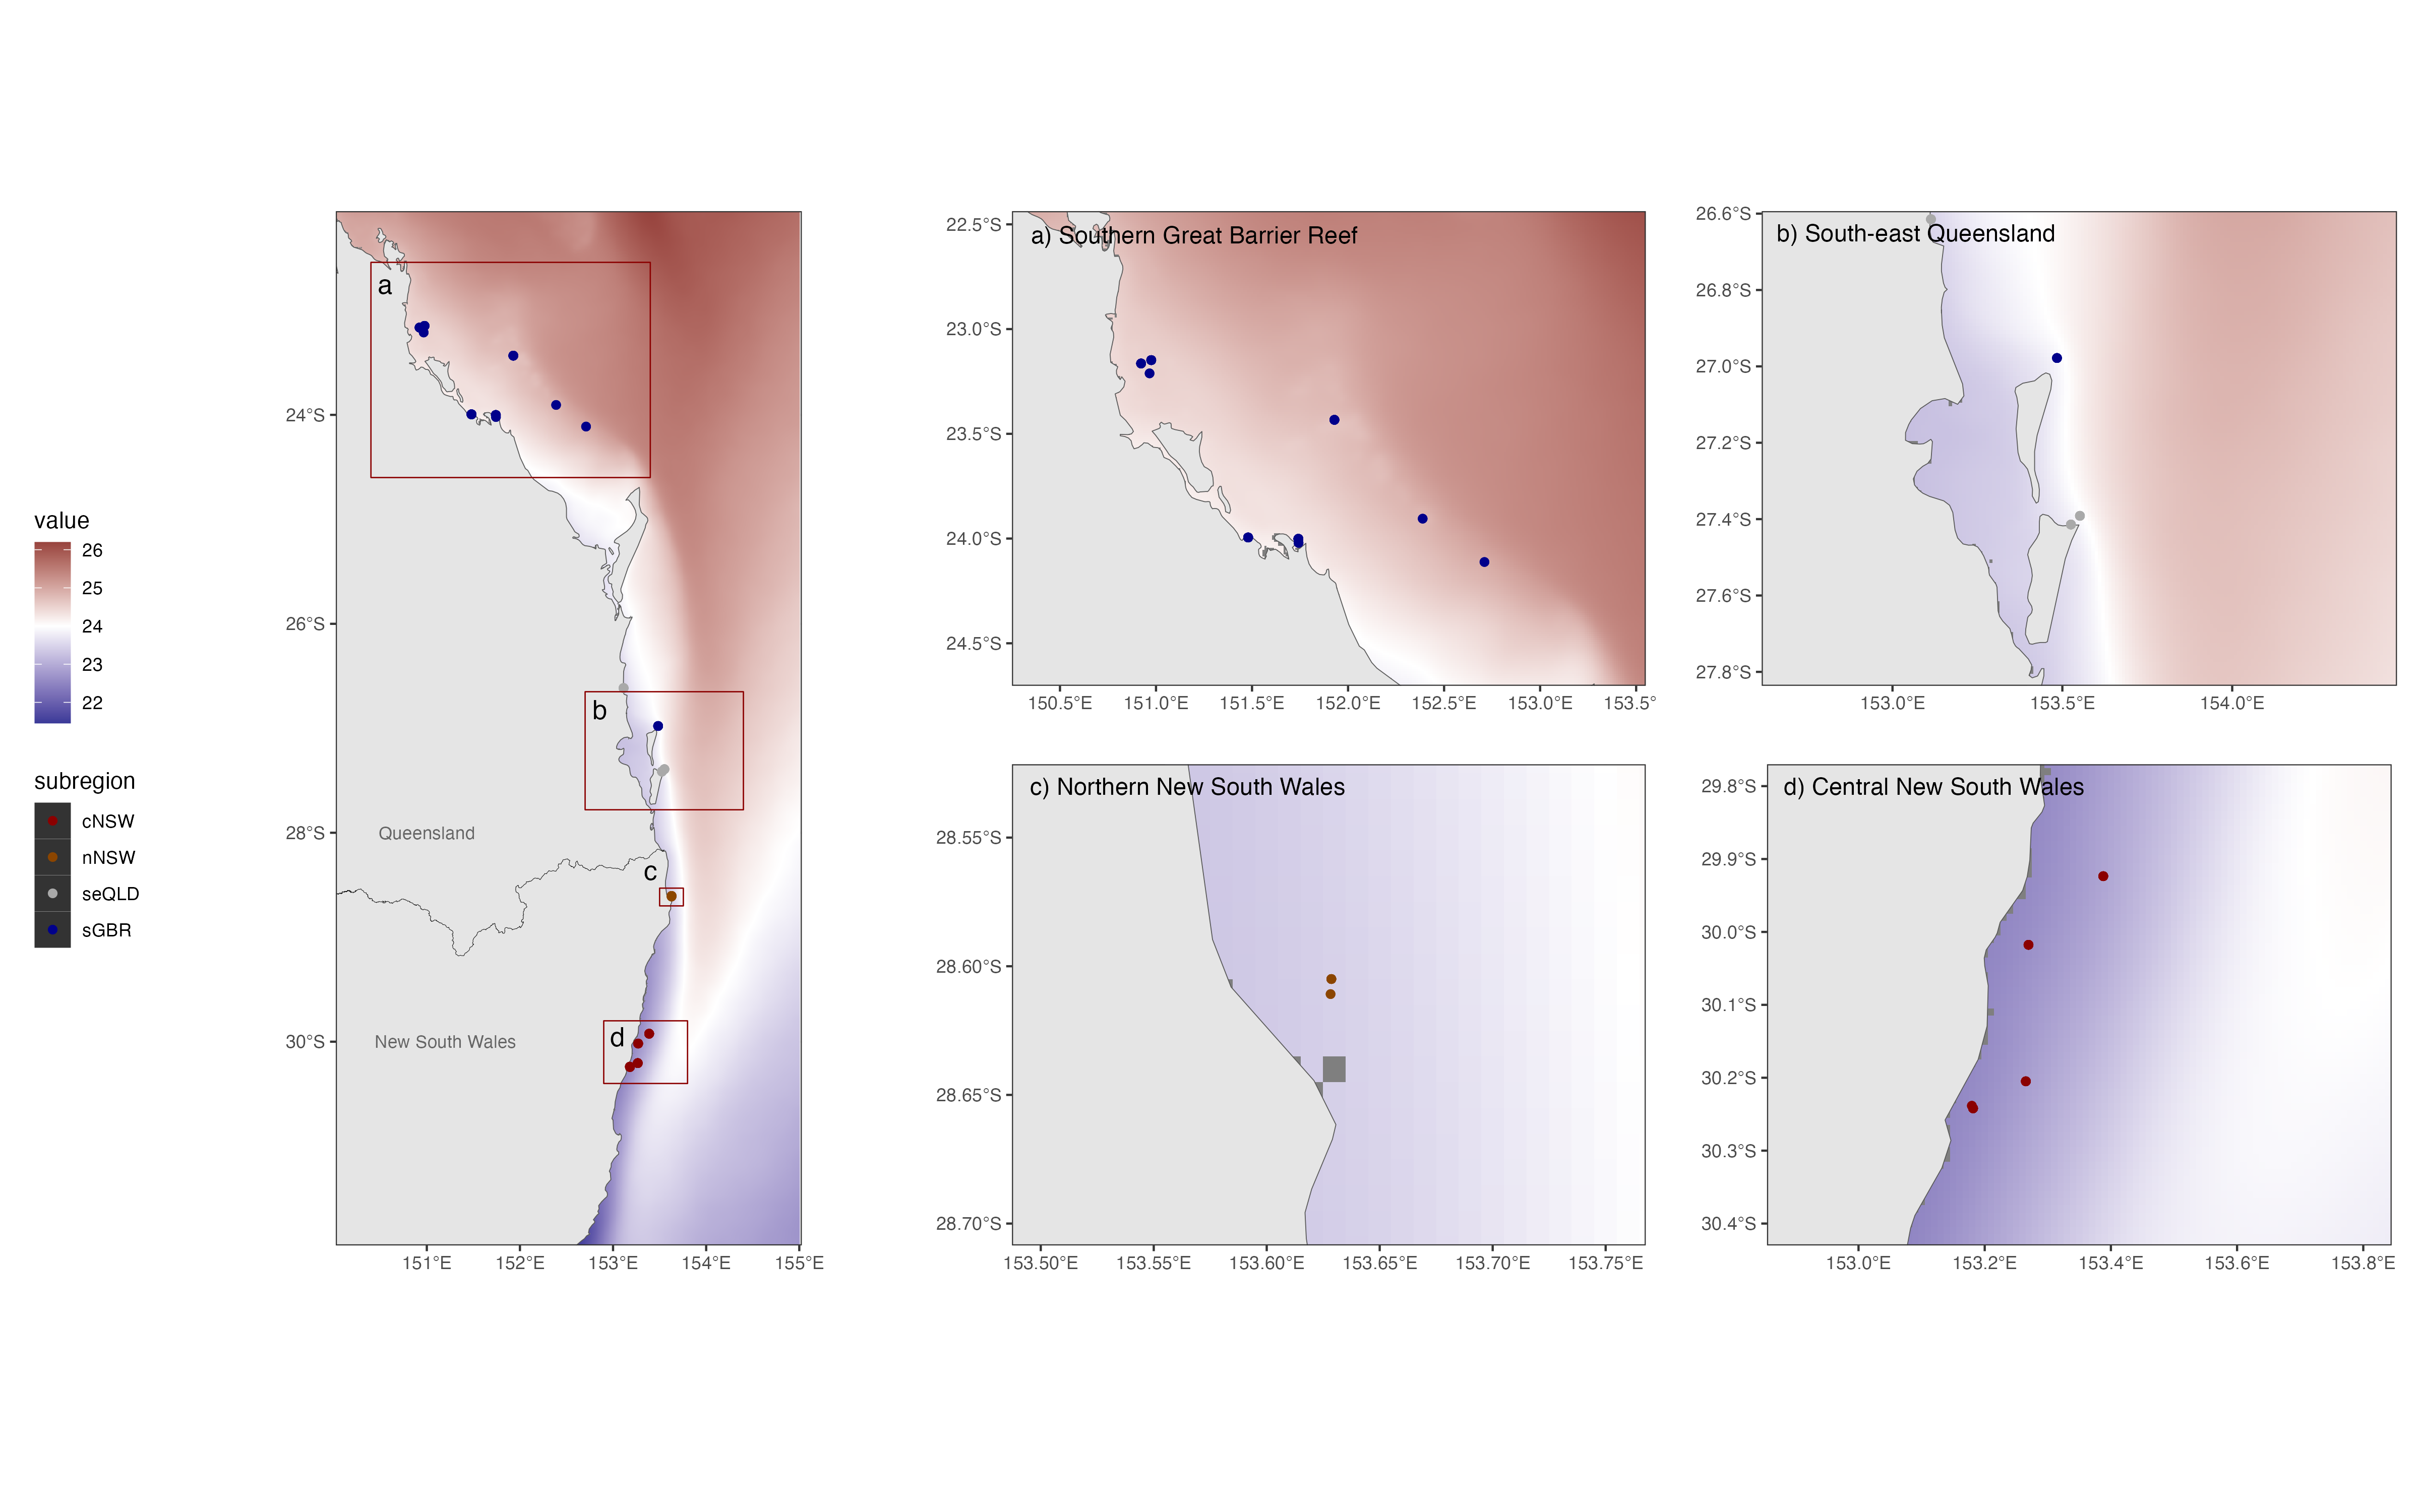 value
26
25
24
23
22
subregion
cNSW
nNSW
seQLD
sGBR
a
b
c
d
Queensland
New South Wales
24°S
26°S
28°S
30°S
151°E 152°E 153°E 154°E 155°E
a) Southern Great Barrier Reef
22.5°S
23.0°S
23.5°S
24.0°S
24.5°S
150.5°E 151.0°E 151.5°E 152.0°E 152.5°E 153.0°E 153.5°
b) South-east Queensland
26.6°S
26.8°S
27.0°S
27.2°S
27.4°S
27.6°S
27.8°S
153.0°E 153.5°E 154.0°E
c) Northern New South Wales
28.55°S
28.60°S
28.65°S
28.70°S
153.50°E 153.55°E 153.60°E 153.65°E 153.70°E 153.75°E
d) Central New South Wales
29.8°S
29.9°S
30.0°S
30.1°S
30.2°S
30.3°S
30.4°S
153.0°E 153.2°E 153.4°E 153.6°E 153.8°E